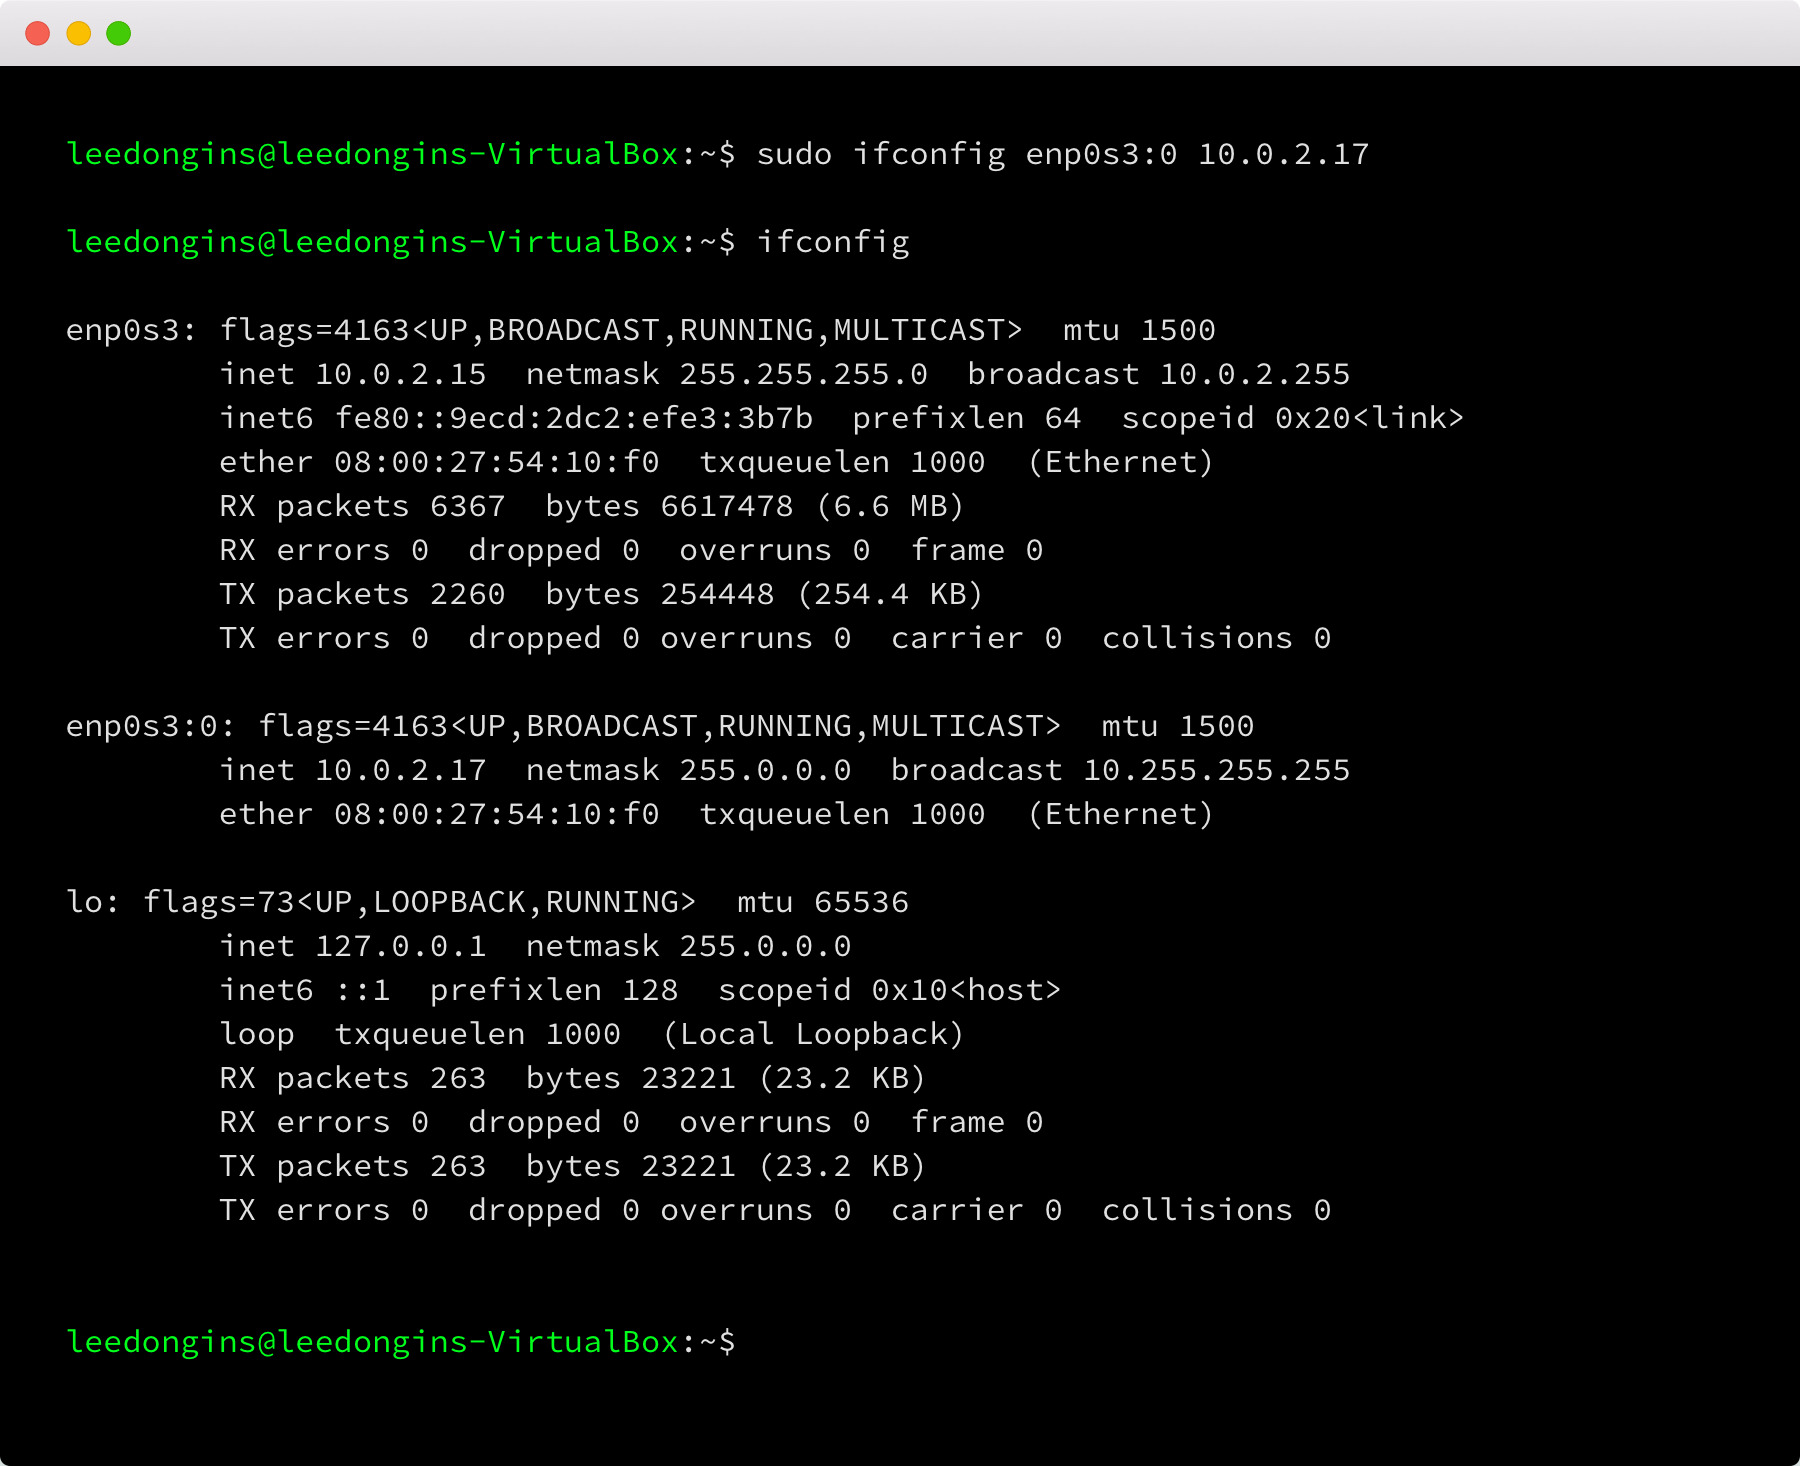 leedongins@leedongins-VirtualBox:~$ sudo ifconfig enp0s3:0 10.0.2.17
leedongins@leedongins-VirtualBox:~$ ifconfig
enp0s3: flags=4163<UP,BROADCAST,RUNNING,MULTICAST>  mtu 1500
        inet 10.0.2.15  netmask 255.255.255.0  broadcast 10.0.2.255
        inet6 fe80::9ecd:2dc2:efe3:3b7b  prefixlen 64  scopeid 0x20<link>
        ether 08:00:27:54:10:f0  txqueuelen 1000  (Ethernet)
        RX packets 6367  bytes 6617478 (6.6 MB)
        RX errors 0  dropped 0  overruns 0  frame 0
        TX packets 2260  bytes 254448 (254.4 KB)
        TX errors 0  dropped 0 overruns 0  carrier 0  collisions 0
enp0s3:0: flags=4163<UP,BROADCAST,RUNNING,MULTICAST>  mtu 1500
        inet 10.0.2.17  netmask 255.0.0.0  broadcast 10.255.255.255
        ether 08:00:27:54:10:f0  txqueuelen 1000  (Ethernet)
lo: flags=73<UP,LOOPBACK,RUNNING>  mtu 65536
        inet 127.0.0.1  netmask 255.0.0.0
        inet6 ::1  prefixlen 128  scopeid 0x10<host>
        loop  txqueuelen 1000  (Local Loopback)
        RX packets 263  bytes 23221 (23.2 KB)
        RX errors 0  dropped 0  overruns 0  frame 0
        TX packets 263  bytes 23221 (23.2 KB)
        TX errors 0  dropped 0 overruns 0  carrier 0  collisions 0
leedongins@leedongins-VirtualBox:~$